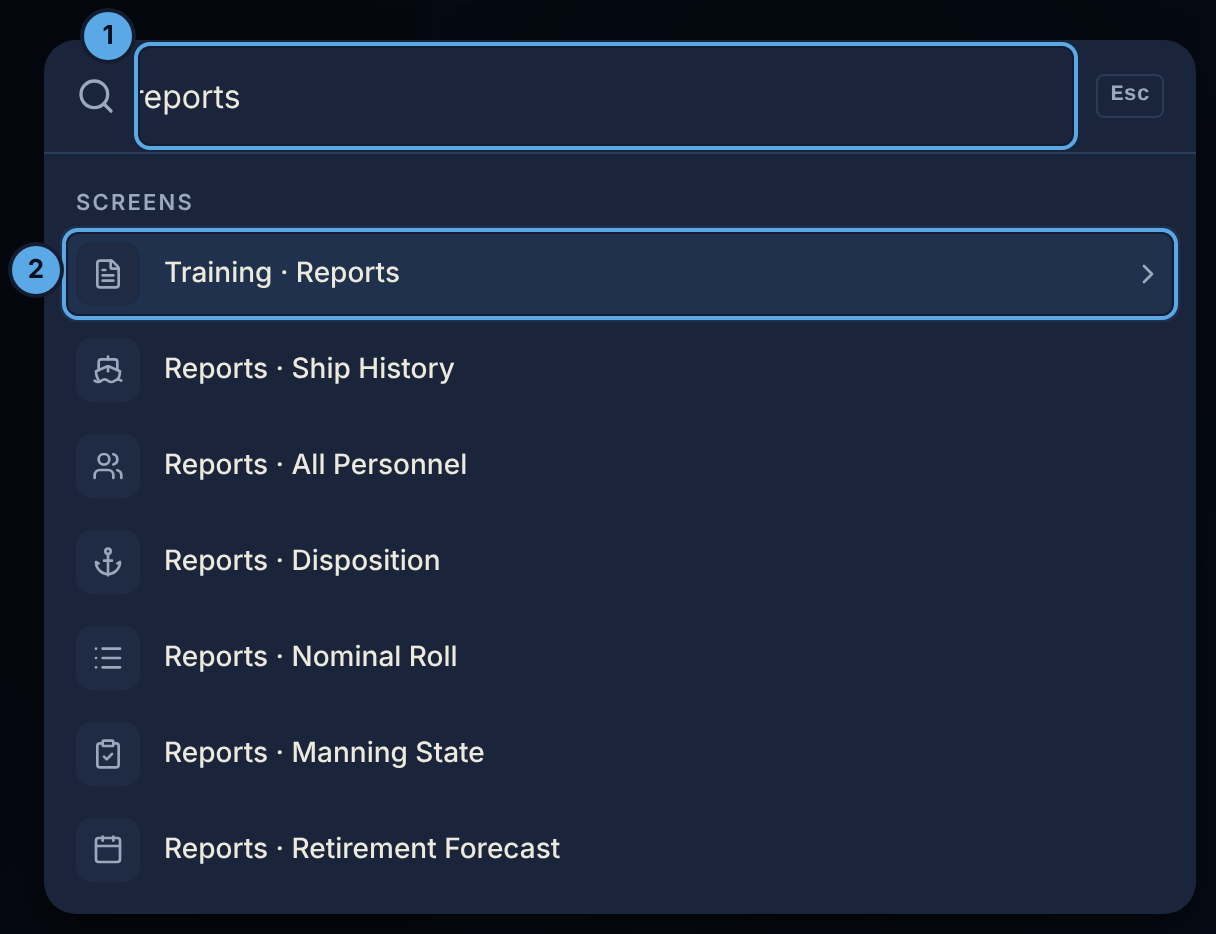 1
reports
Esc
SCREENS
2
Training · Reports
Reports · Ship History
Reports · All Personnel
Reports · Disposition
Reports · Nominal Roll
Reports · Manning State
Reports · Retirement Forecast